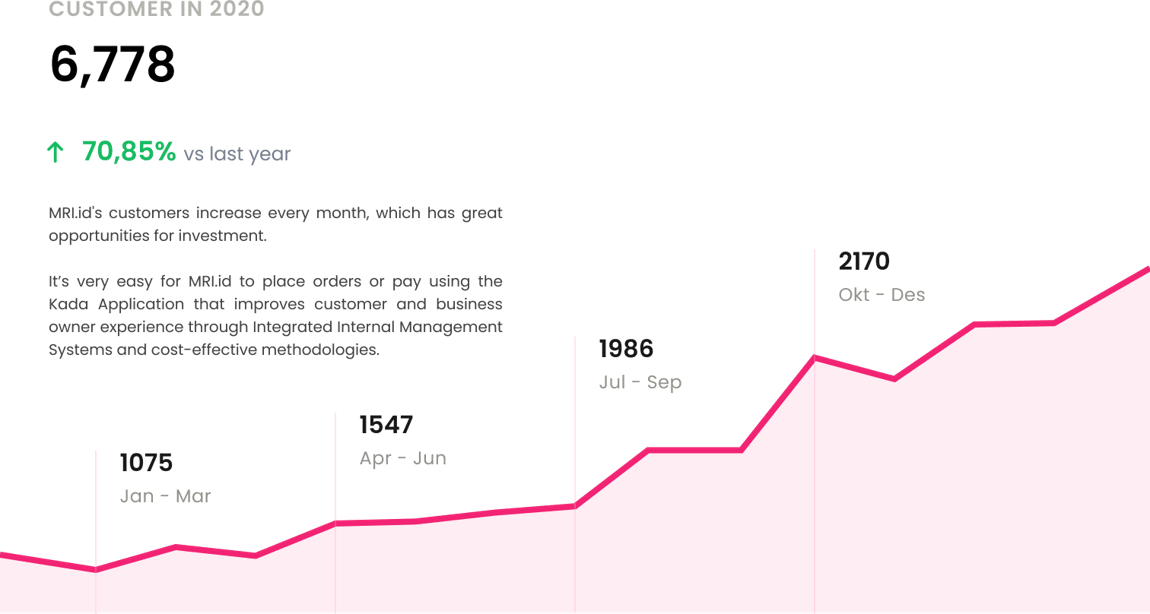 CUSTOMER IN 2020
6,778
↑ 70,85% vs last year
MRI.id's customers increase every month, which has great
opportunities for investment.
It’s very easy for MRI.id to place orders or pay using the
Kada Application that improves customer and business
owner experience through Integrated Internal Management
Systems and cost-effective methodologies.
1075
Jan - Mar
1547
Apr - Jun
1986
Jul - Sep
2170
Okt - Des